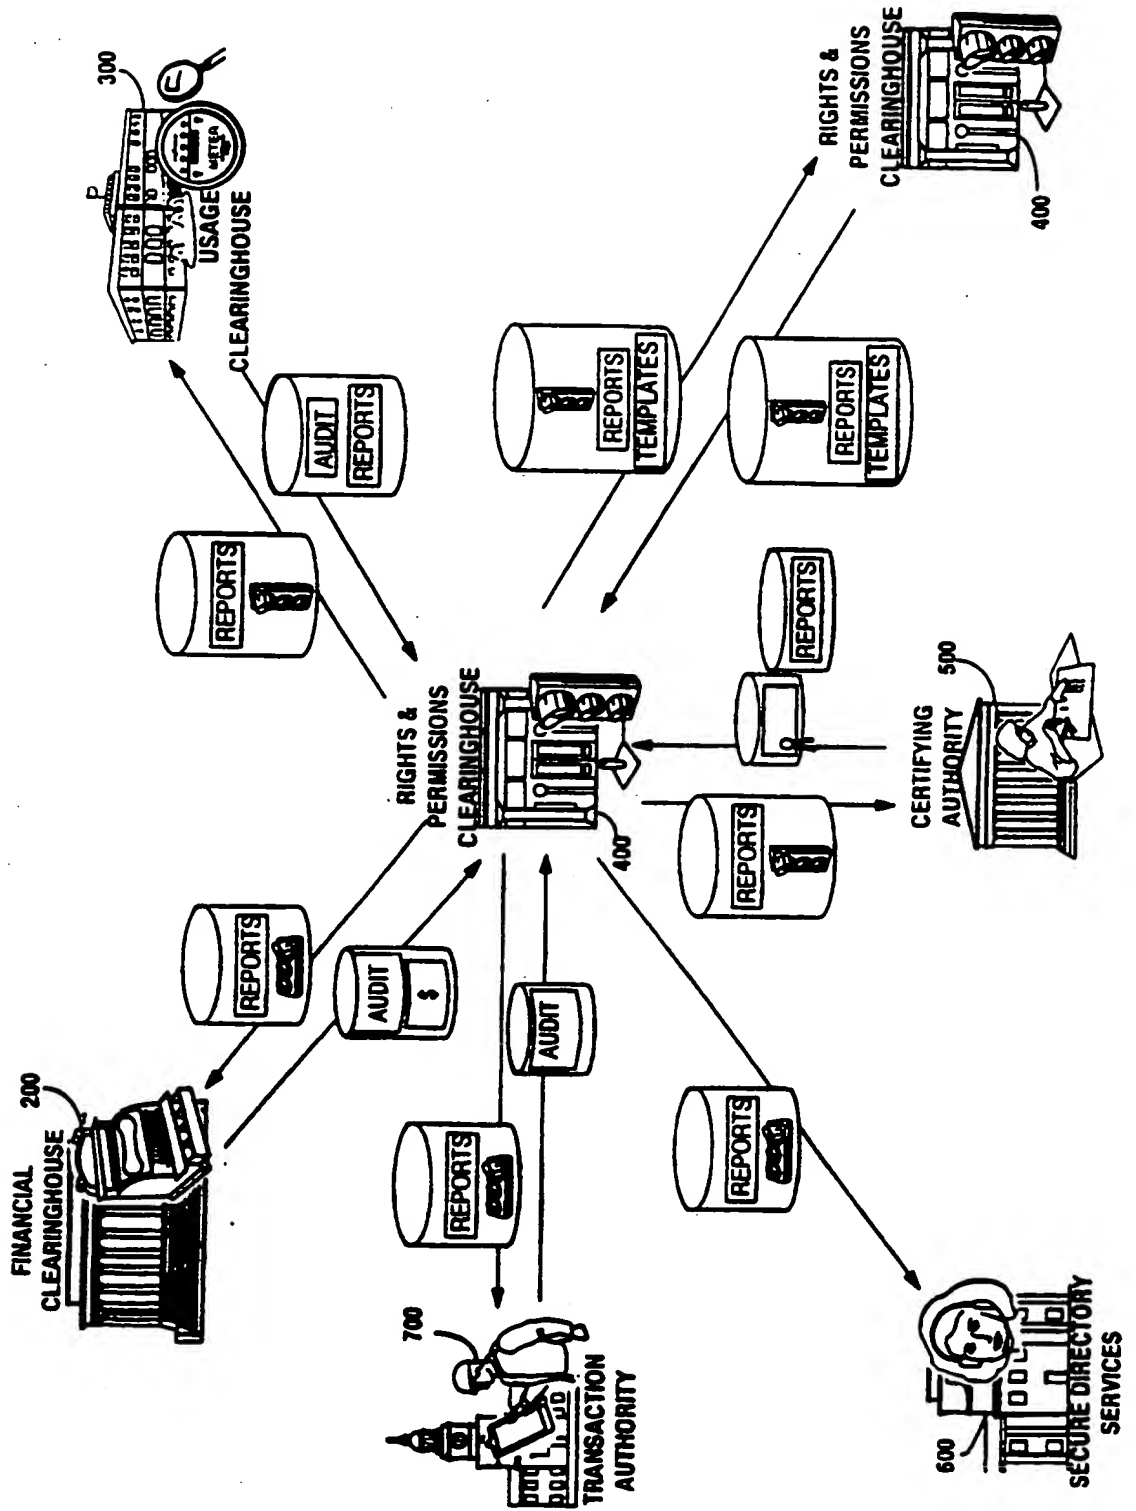 FINANCIAL
CLEARINGHOUSE
200
REPORTS
AUDIT
$
USAGE
CLEARINGHOUSE
300
METER
REPORTS
AUDIT
REPORTS
TRANSACTION
AUTHORITY
700
REPORTS
AUDIT
RIGHTS &
PERMISSIONS
CLEARINGHOUSE
400
REPORTS
TEMPLATES
REPORTS
TEMPLATES
RIGHTS &
PERMISSIONS
CLEARINGHOUSE
400
SECURE DIRECTORY
SERVICES
600
REPORTS
REPORTS
REPORTS
CERTIFYING
AUTHORITY
500